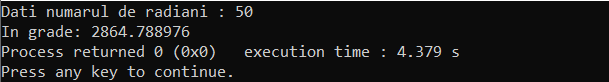 Dati numarul de radiani : 50
In grade: 2864.788976
Process returned 0 (0x0)   execution time : 4.379 s
Press any key to continue.